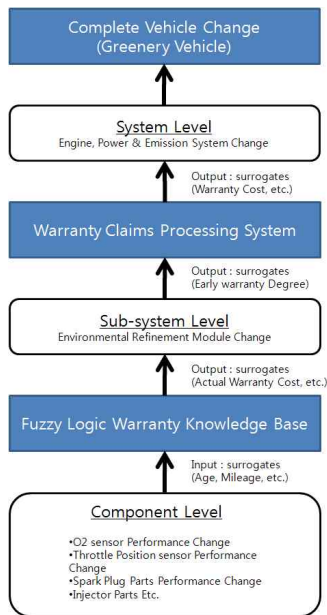 Complete Vehicle Change
(Greenery Vehicle)
System Level
Engine, Power & Emission System Change
Output : surrogates
(Warranty Cost, etc.)
Warranty Claims Processing System
Output : surrogates
(Early warranty Degree)
Sub-system Level
Environmental Refinement Module Change
Output : surrogates
(Actual Warranty Cost, etc.)
Fuzzy Logic Warranty Knowledge Base
Input : surrogates
(Age, Mileage, etc.)
Component Level
•O2 sensor Performance Change
•Throttle Position sensor Performance
Change
•Spark Plug Parts Performance Change
•Injector Parts Etc.